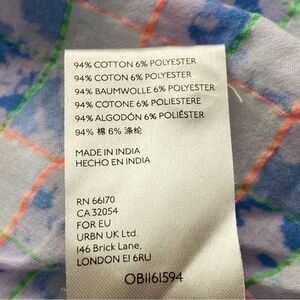 94% COTTON 6% POLYESTER
94% COTON 6% POLYESTER
94% BAUMWOLLE 6% POLYESTER
94% COTONE 6% POLIESTERE
94% ALGODÓN 6% POLIÉSTER
94% 棉 6% 涤纶
MADE IN INDIA
HECHO EN INDIA
RN 66170
CA 32054
FOR EU
URBN UK Ltd.
146 Brick Lane,
LONDON E1 6RU
OB1161594